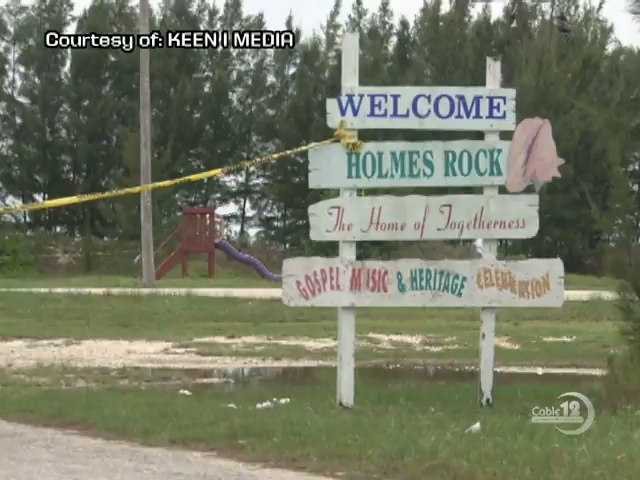 Courtesy of: KEEN I MEDIA
WELCOME
HOLMES ROCK
The Home of Togetherness
GOSPEL MUSIC & HERITAGE CELEBRATION
Cable 12